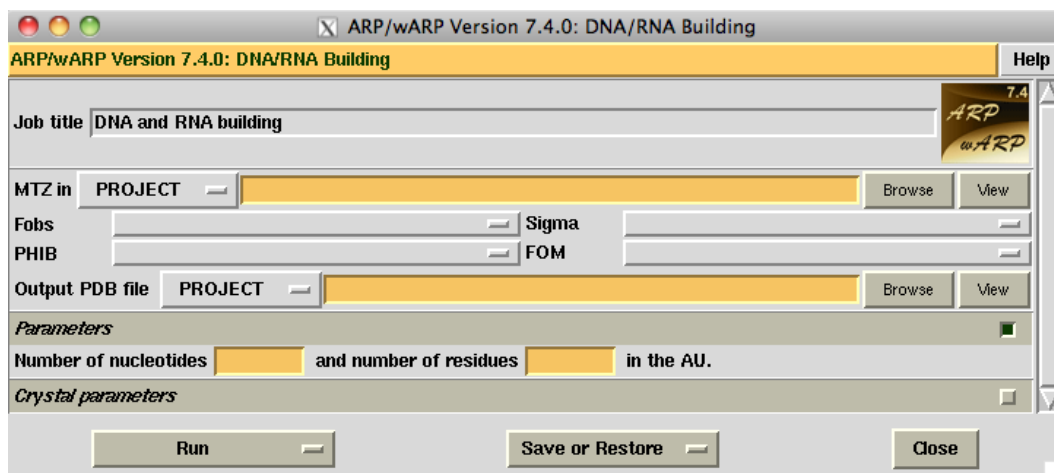 X ARP/wARP Version 7.4.0: DNA/RNA Building
ARP/wARP Version 7.4.0: DNA/RNA Building Help
7.4
ARP
wARP
Job title DNA and RNA building
MTZ in PROJECT Browse View
Fobs Sigma
PHIB FOM
Output PDB file PROJECT Browse View
Parameters
Number of nucleotides and number of residues in the AU.
Crystal parameters
Run Save or Restore Close